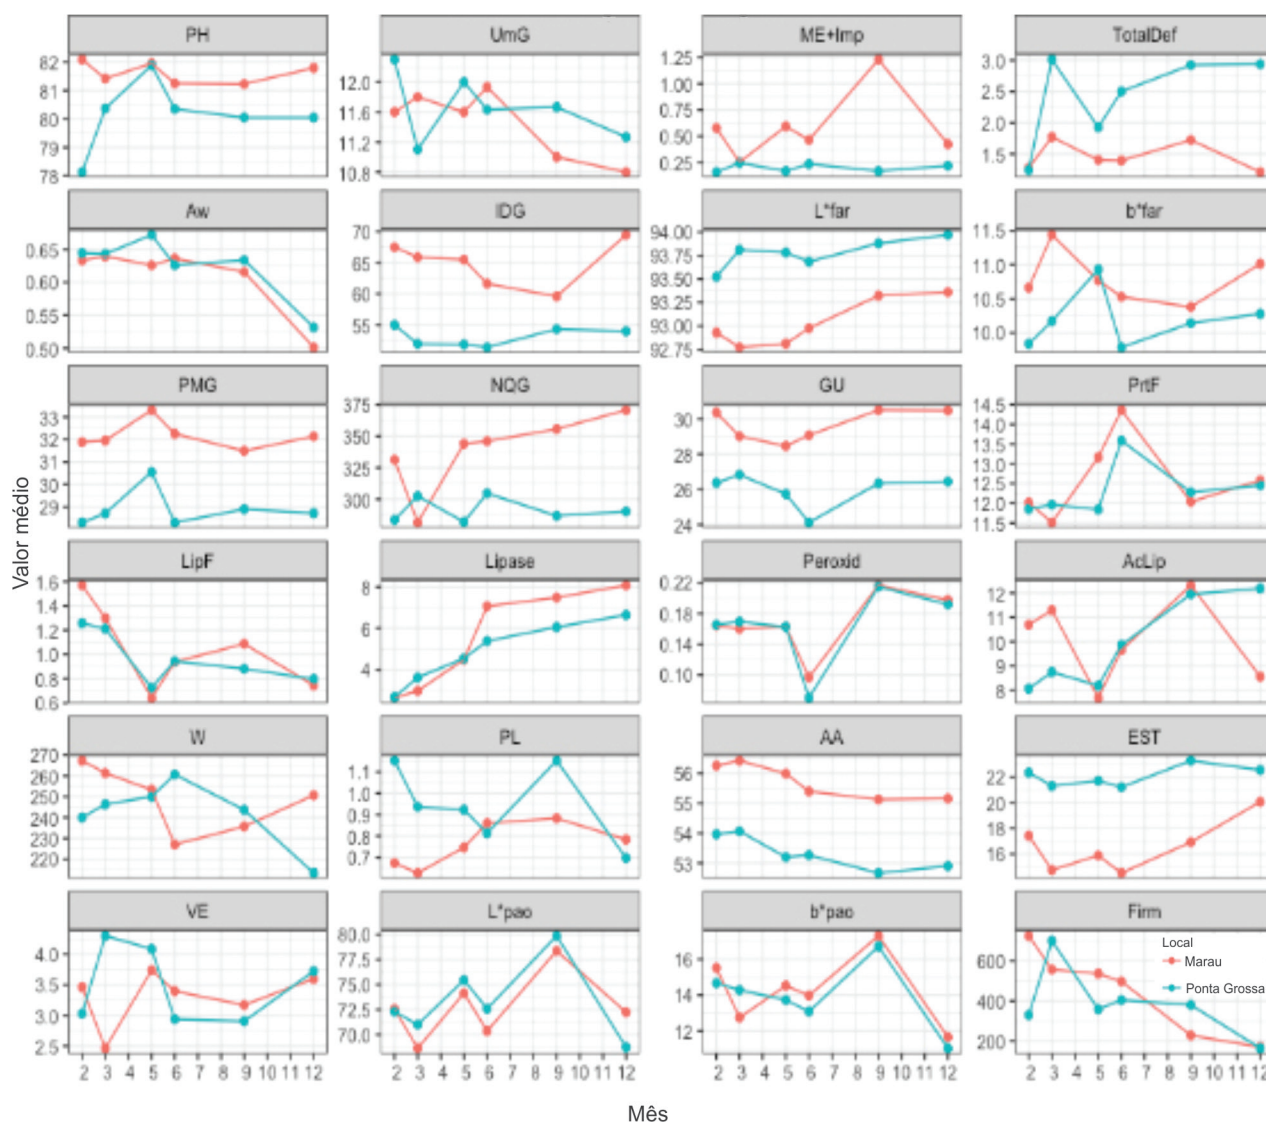 PH UmG ME+Imp TotalDef
82 81 80 79 78
12.0 11.6 11.2 10.8
1.25 1.00 0.75 0.50 0.25
3.0 2.5 2.0 1.5
Aw IDG L*far b*far
0.65 0.60 0.55 0.50
70 65 60 55
94.00 93.75 93.50 93.25 93.00 92.75
11.5 11.0 10.5 10.0
PMG NQG GU PrtF
33 32 31 30 29
375 350 325 300
30 28 26 24
14.5 14.0 13.5 13.0 12.5 12.0 11.5
Valor médio
LipF Lipase Peroxid AcLip
1.6 1.4 1.2 1.0 0.8 0.6
8 6 4
0.22 0.18 0.14 0.10
12 11 10 9 8
W PL AA EST
270 260 250 240 230 220
1.1 1.0 0.9 0.8 0.7
56 55 54 53
22 20 18 16
VE L*pao b*pao Firm
4.0 3.5 3.0 2.5
80.0 77.5 75.0 72.5 70.0
16 14 12
600 400 200
Local
Marau
Ponta Grossa
2 3 4 5 6 7 8 9 10 11 12 2 3 4 5 6 7 8 9 10 11 12 2 3 4 5 6 7 8 9 10 11 12 2 3 4 5 6 7 8 9 10 11 12
Mês